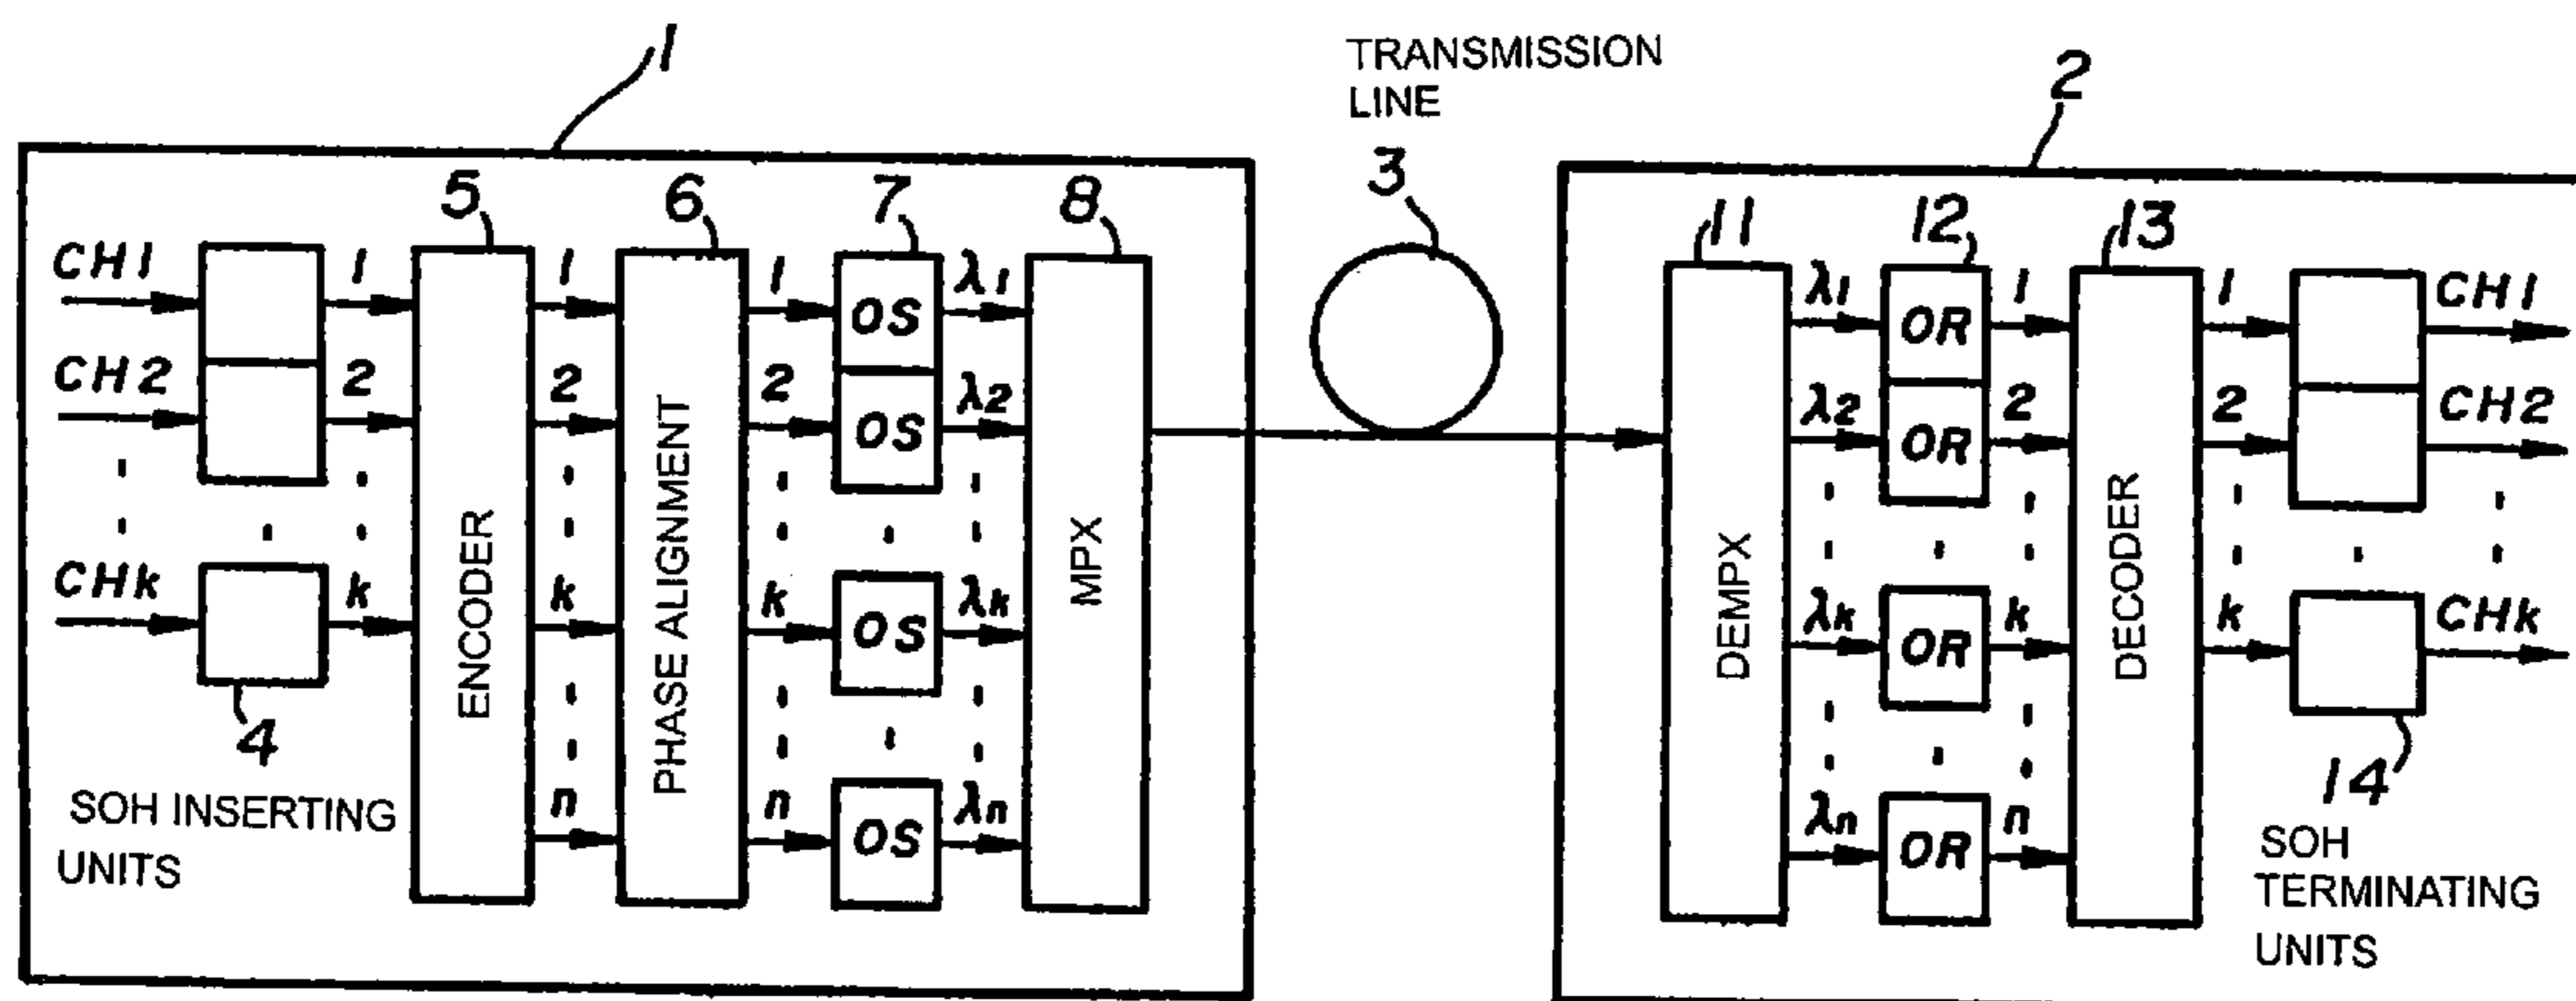 1
TRANSMISSION
LINE
2
3
5
6
7
8
11
12
13
CH1
1
1
1
OS
λ1
λ1
OR
1
1
CH1
CH2
2
2
2
OS
λ2
λ2
OR
2
2
CH2
CHk
k
k
k
OS
λk
λk
OR
k
k
CHk
ENCODER
PHASE ALIGNMENT
MPX
DEMPX
DECODER
4
n
n
OS
λn
λn
OR
n
14
SOH INSERTING
UNITS
SOH
TERMINATING
UNITS